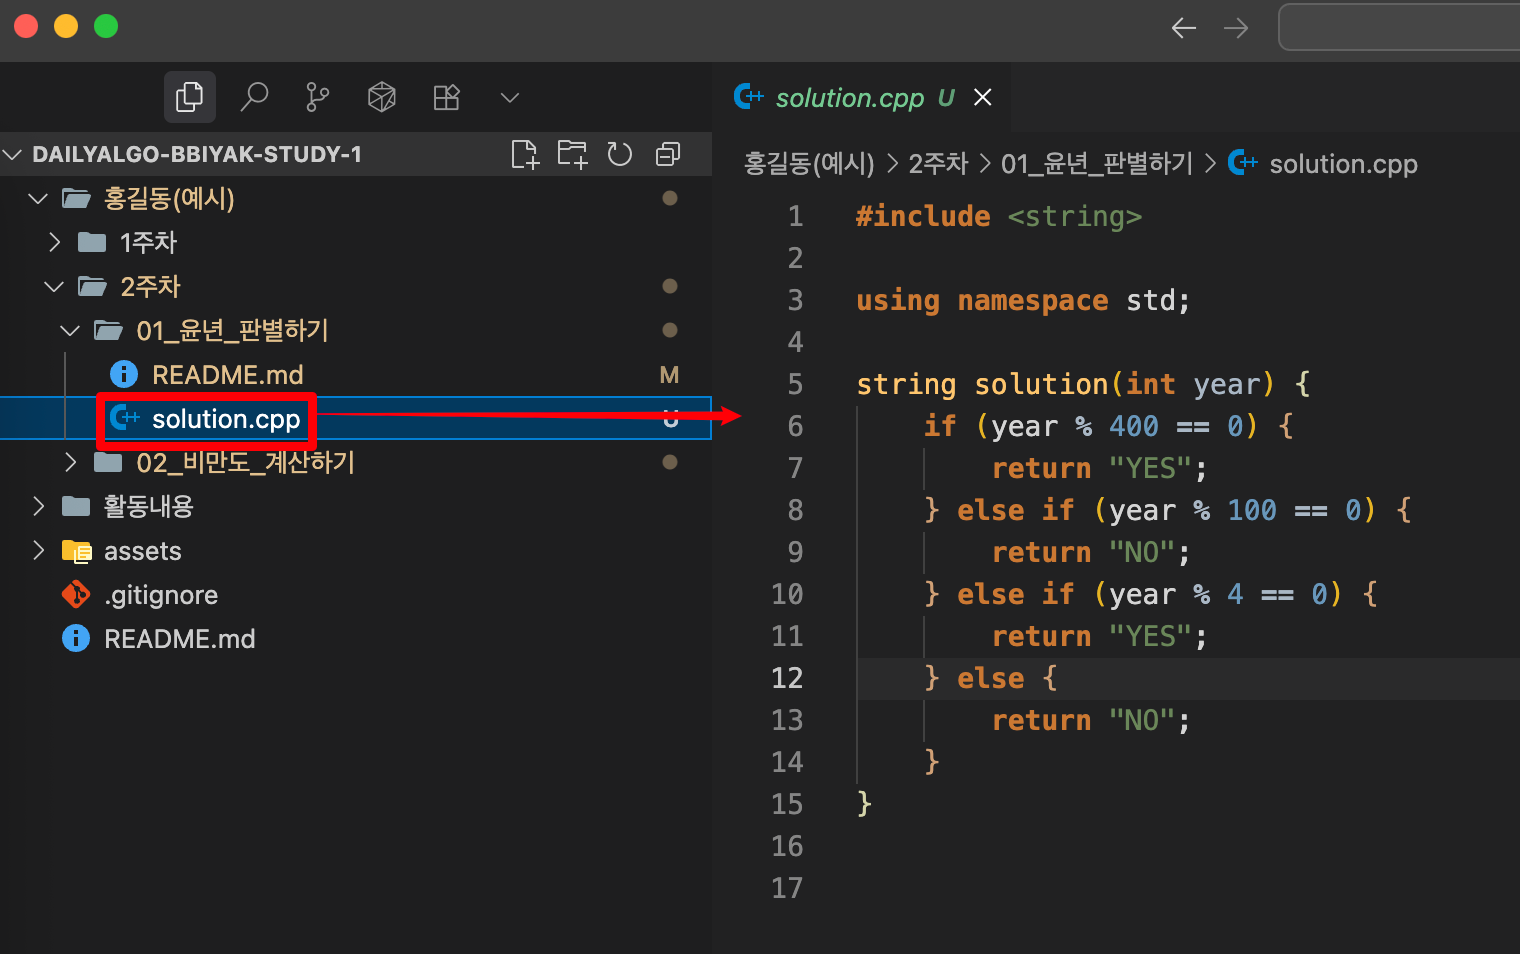 DAILYALGO-BBIYAK-STUDY-1
홍길동(예시)
1주차
2주차
01_윤년_판별하기
README.md M
solution.cpp U
02_비만도_계산하기
활동내용
assets
.gitignore
README.md
solution.cpp U
홍길동(예시) > 2주차 > 01_윤년_판별하기 > solution.cpp
1 #include <string>
2
3 using namespace std;
4
5 string solution(int year) {
6 if (year % 400 == 0) {
7 return "YES";
8 } else if (year % 100 == 0) {
9 return "NO";
10 } else if (year % 4 == 0) {
11 return "YES";
12 } else {
13 return "NO";
14 }
15 }
16
17